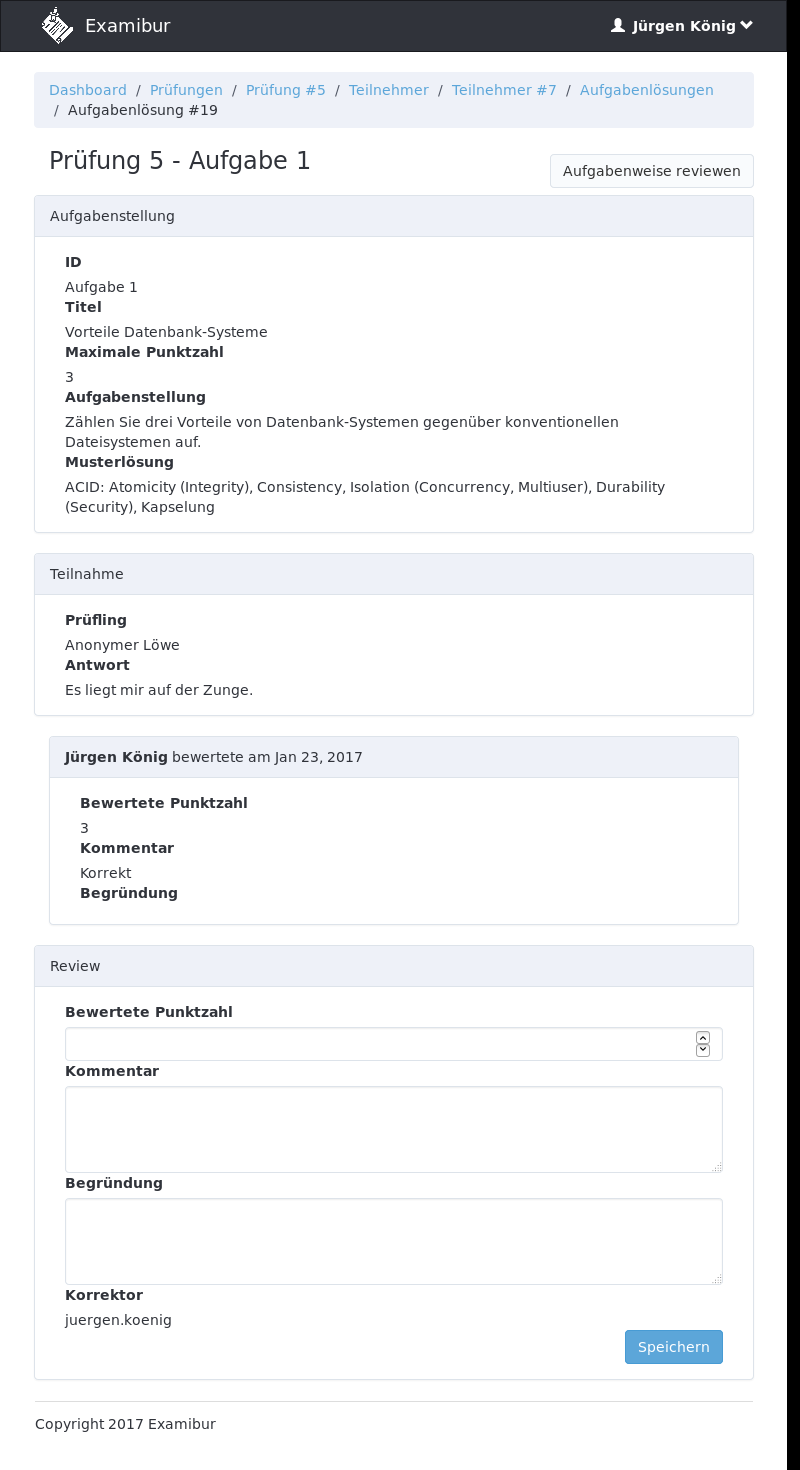 Examibur
Jürgen König
Dashboard / Prüfungen / Prüfung #5 / Teilnehmer / Teilnehmer #7 / Aufgabenlösungen
/ Aufgabenlösung #19
Prüfung 5 - Aufgabe 1
Aufgabenweise reviewen
Aufgabenstellung
ID
Aufgabe 1
Titel
Vorteile Datenbank-Systeme
Maximale Punktzahl
3
Aufgabenstellung
Zählen Sie drei Vorteile von Datenbank-Systemen gegenüber konventionellen
Dateisystemen auf.
Musterlösung
ACID: Atomicity (Integrity), Consistency, Isolation (Concurrency, Multiuser), Durability
(Security), Kapselung
Teilnahme
Prüfling
Anonymer Löwe
Antwort
Es liegt mir auf der Zunge.
Jürgen König bewertete am Jan 23, 2017
Bewertete Punktzahl
3
Kommentar
Korrekt
Begründung
Review
Bewertete Punktzahl
Kommentar
Begründung
Korrektor
juergen.koenig
Speichern
Copyright 2017 Examibur